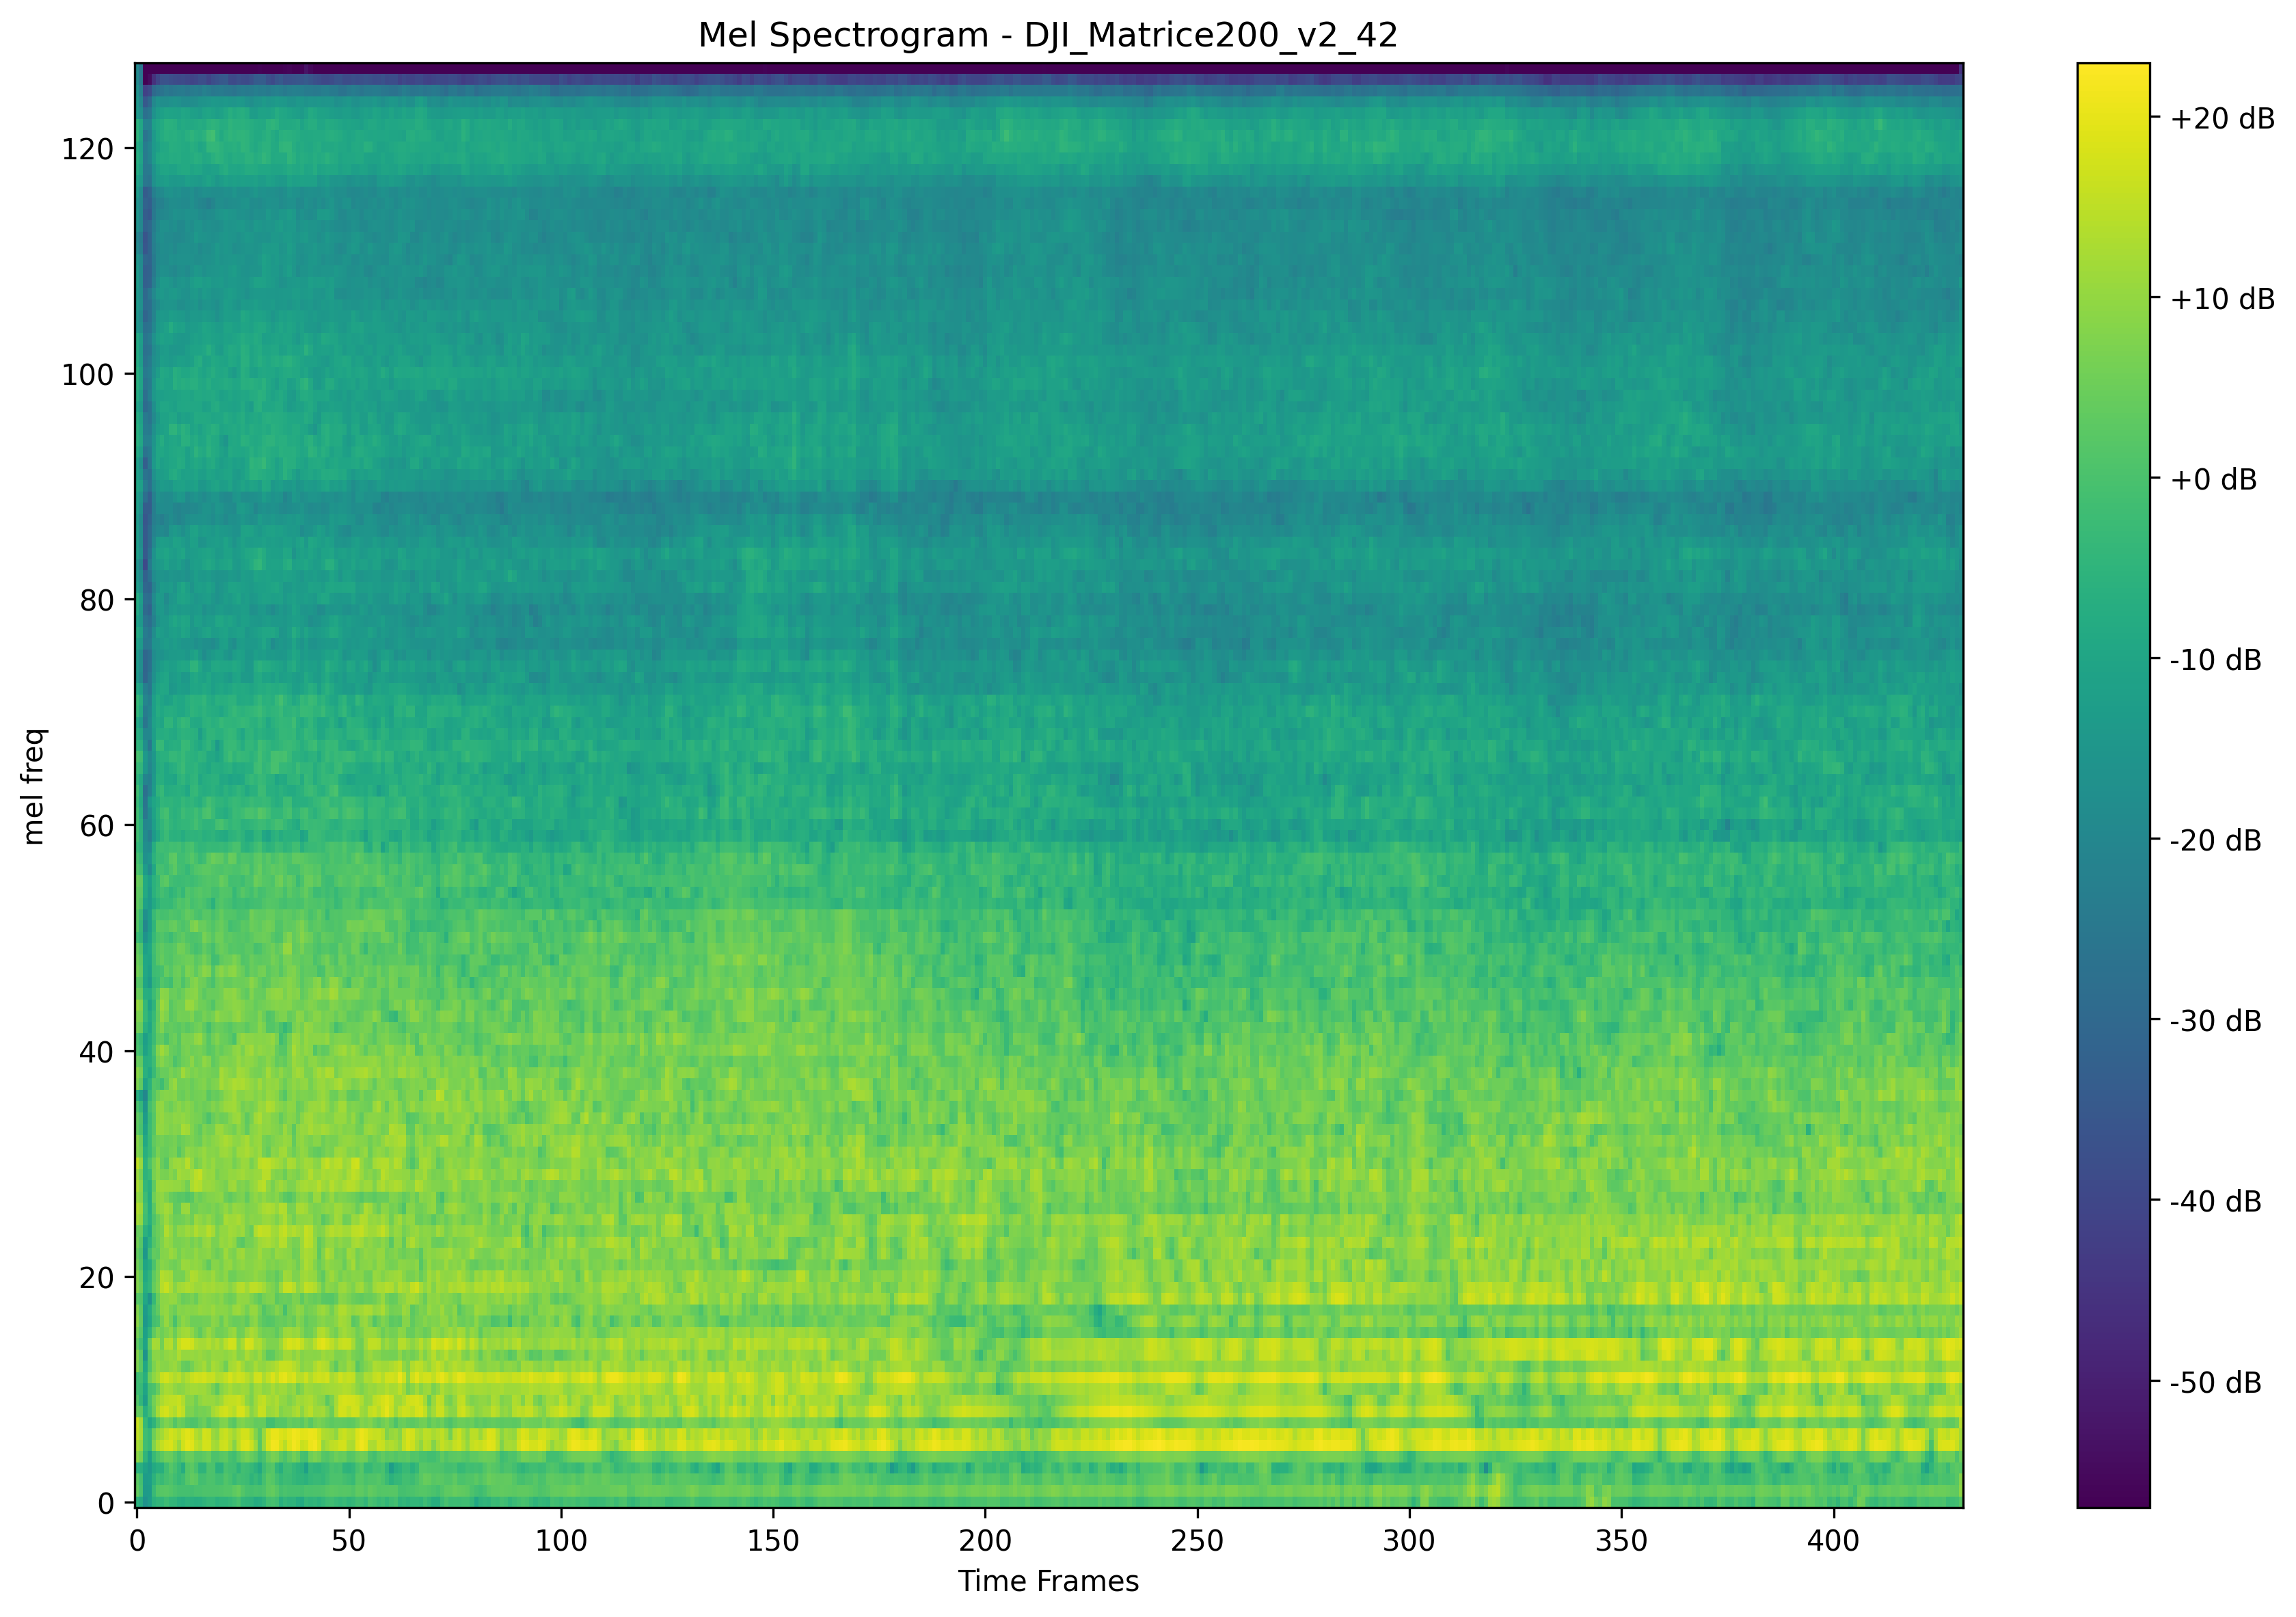 Mel Spectrogram - DJI_Matrice200_v2_42
mel freq
120
100
80
60
40
20
0
0 50 100 150 200 250 300 350 400
Time Frames
+20 dB
+10 dB
+0 dB
-10 dB
-20 dB
-30 dB
-40 dB
-50 dB